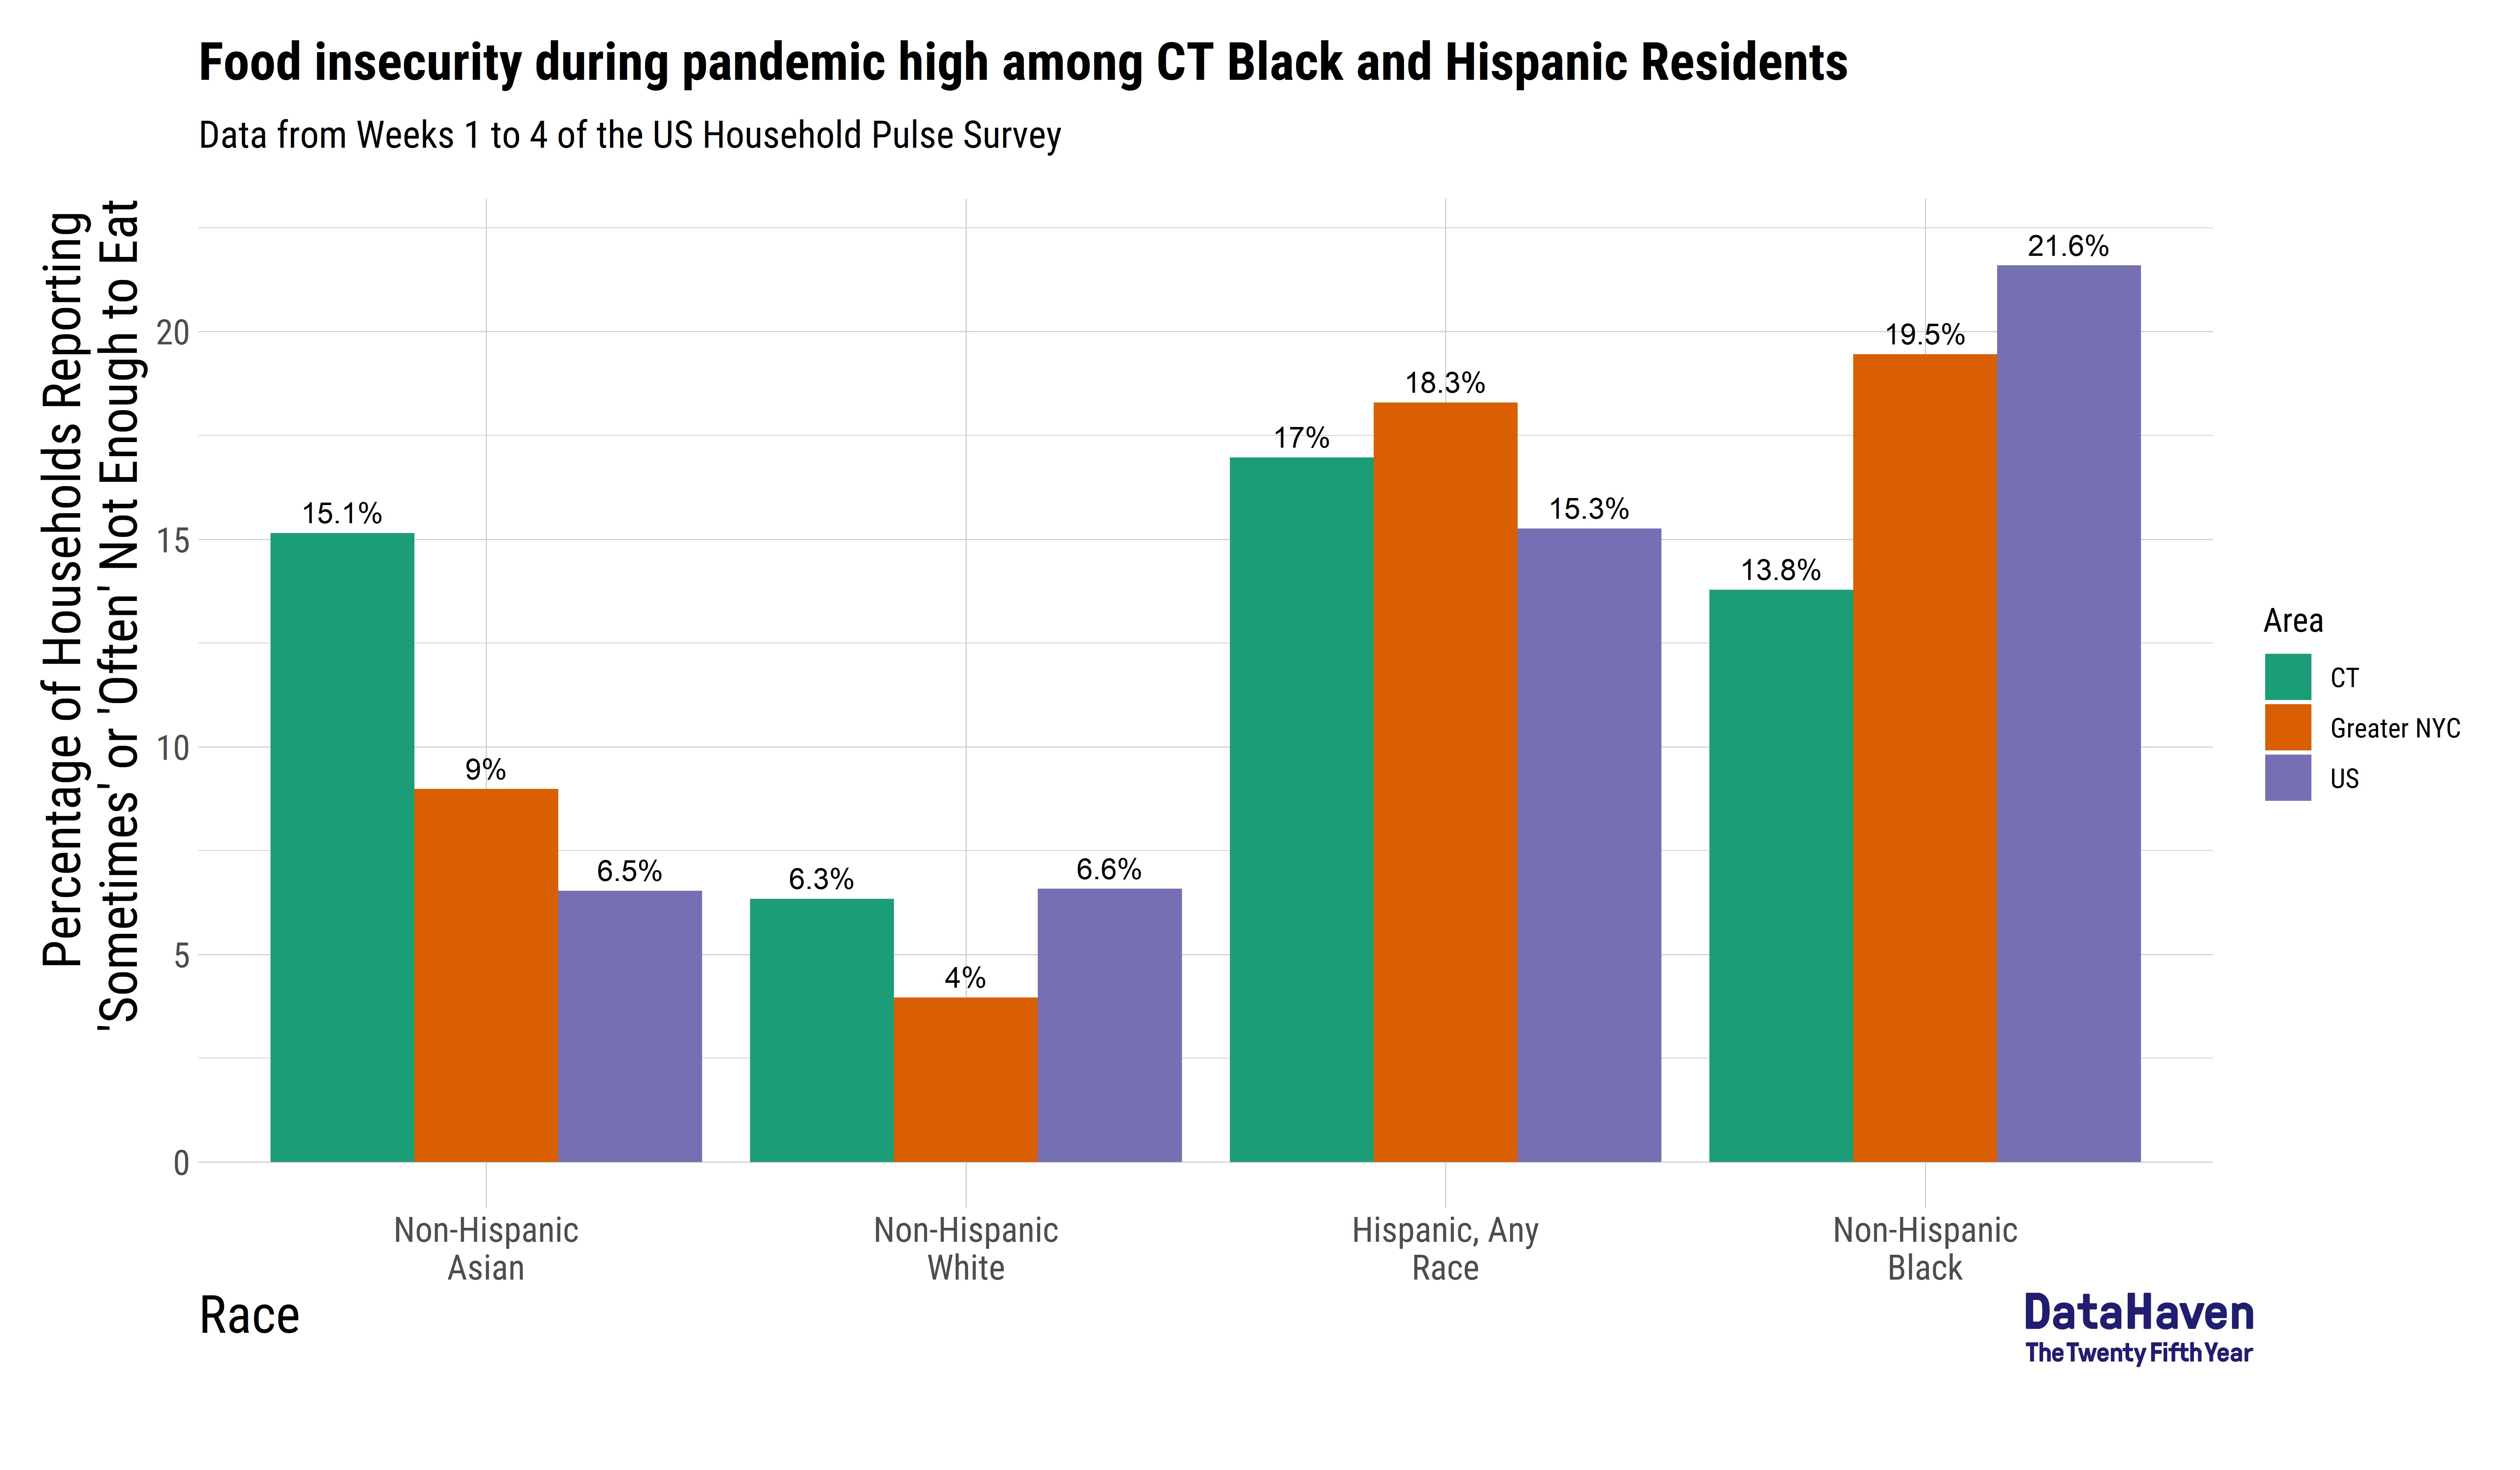 Food insecurity during pandemic high among CT Black and Hispanic Residents
Data from Weeks 1 to 4 of the US Household Pulse Survey
Percentage of Households Reporting
'Sometimes' or 'Often' Not Enough to Eat
20
15
10
5
0
15.1%
9%
6.5%
6.3%
4%
6.6%
17%
18.3%
15.3%
13.8%
19.5%
21.6%
Non-Hispanic
Asian
Non-Hispanic
White
Hispanic, Any
Race
Non-Hispanic
Black
Race
Area
CT
Greater NYC
US
DataHaven
The Twenty Fifth Year